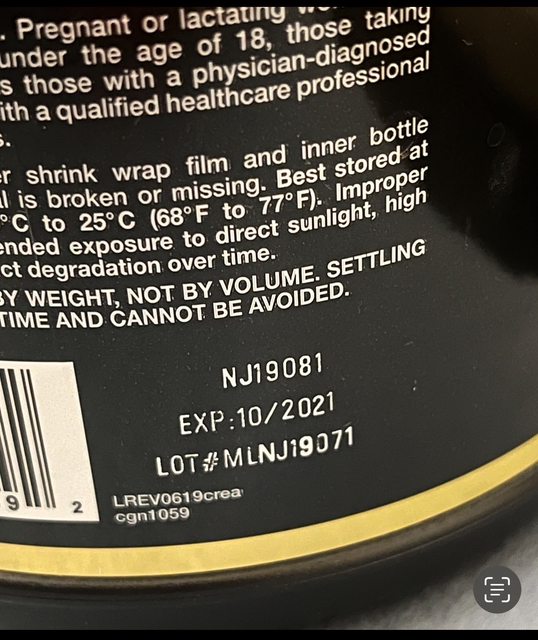 . Pregnant or lactating
under the age of 18, those taking
s those with a physician-diagnosed
ith a qualified healthcare professional
s.
er shrink wrap film and inner bottle
al is broken or missing. Best stored at
°C to 25°C (68°F to 77°F). Improper
ended exposure to direct sunlight, high
ct degradation over time.
BY WEIGHT, NOT BY VOLUME. SETTLING
TIME AND CANNOT BE AVOIDED.
NJ19081
EXP:10/2021
LOT#MLNJ19071
LREV0619crea
cgn1059
9 2